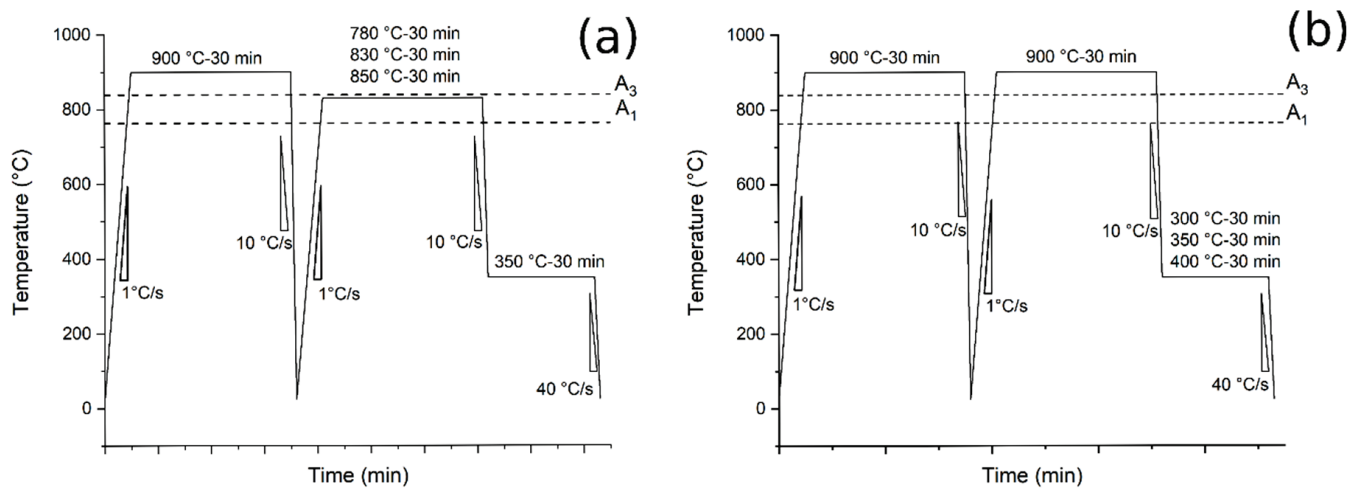 (a)
1000
800
600
400
200
0
Temperature (°C)
Time (min)
900 °C-30 min
780 °C-30 min
830 °C-30 min
850 °C-30 min
A3
A1
10 °C/s
10 °C/s
1°C/s
1°C/s
350 °C-30 min
40 °C/s
(b)
1000
800
600
400
200
0
Temperature (°C)
Time (min)
900 °C-30 min
900 °C-30 min
A3
A1
10 °C/s
10 °C/s
1°C/s
1°C/s
300 °C-30 min
350 °C-30 min
400 °C-30 min
40 °C/s